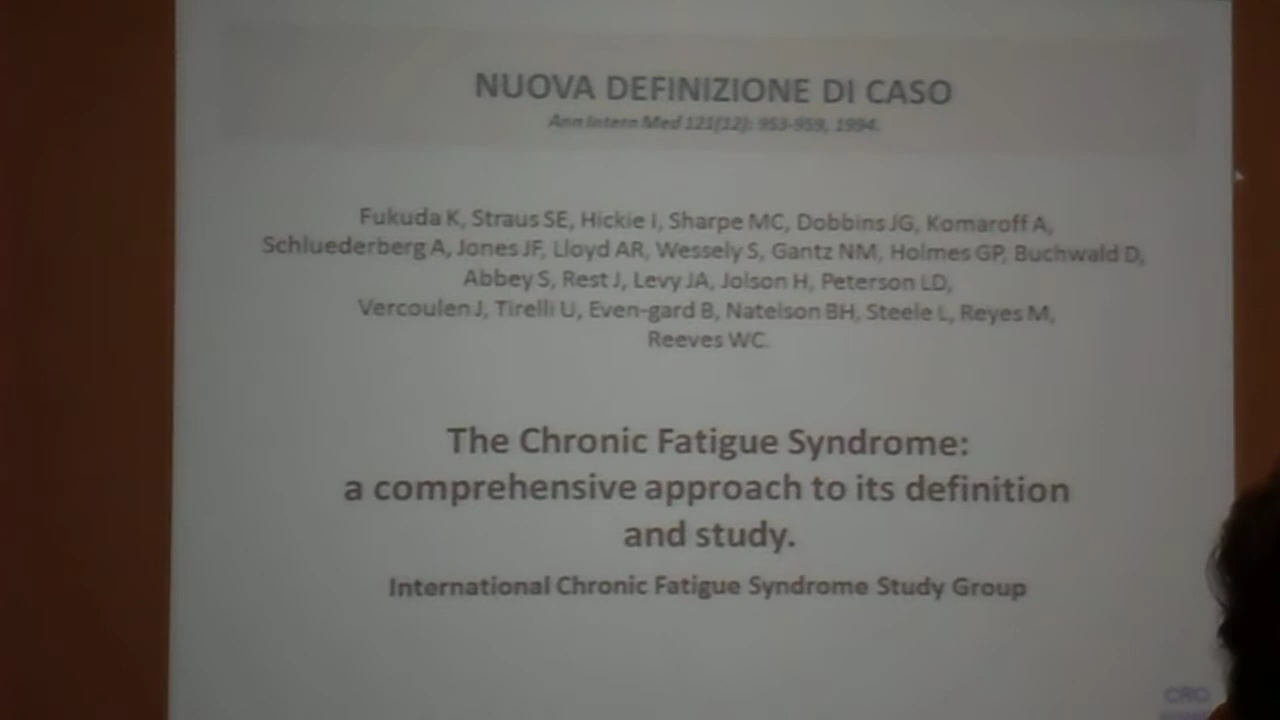 NUOVA DEFINIZIONE DI CASO
Ann Intern Med 121(12): 953-959, 1994.
Fukuda K, Straus SE, Hickie I, Sharpe MC, Dobbins JG, Komaroff A,
Schluederberg A, Jones JF, Lloyd AR, Wessely S, Gantz NM, Holmes GP, Buchwald D,
Abbey S, Rest J, Levy JA, Jolson H, Peterson LD,
Vercoulen J, Tirelli U, Even-gard B, Natelson BH, Steele L, Reyes M,
Reeves WC.
The Chronic Fatigue Syndrome:
a comprehensive approach to its definition
and study.
International Chronic Fatigue Syndrome Study Group
CRO